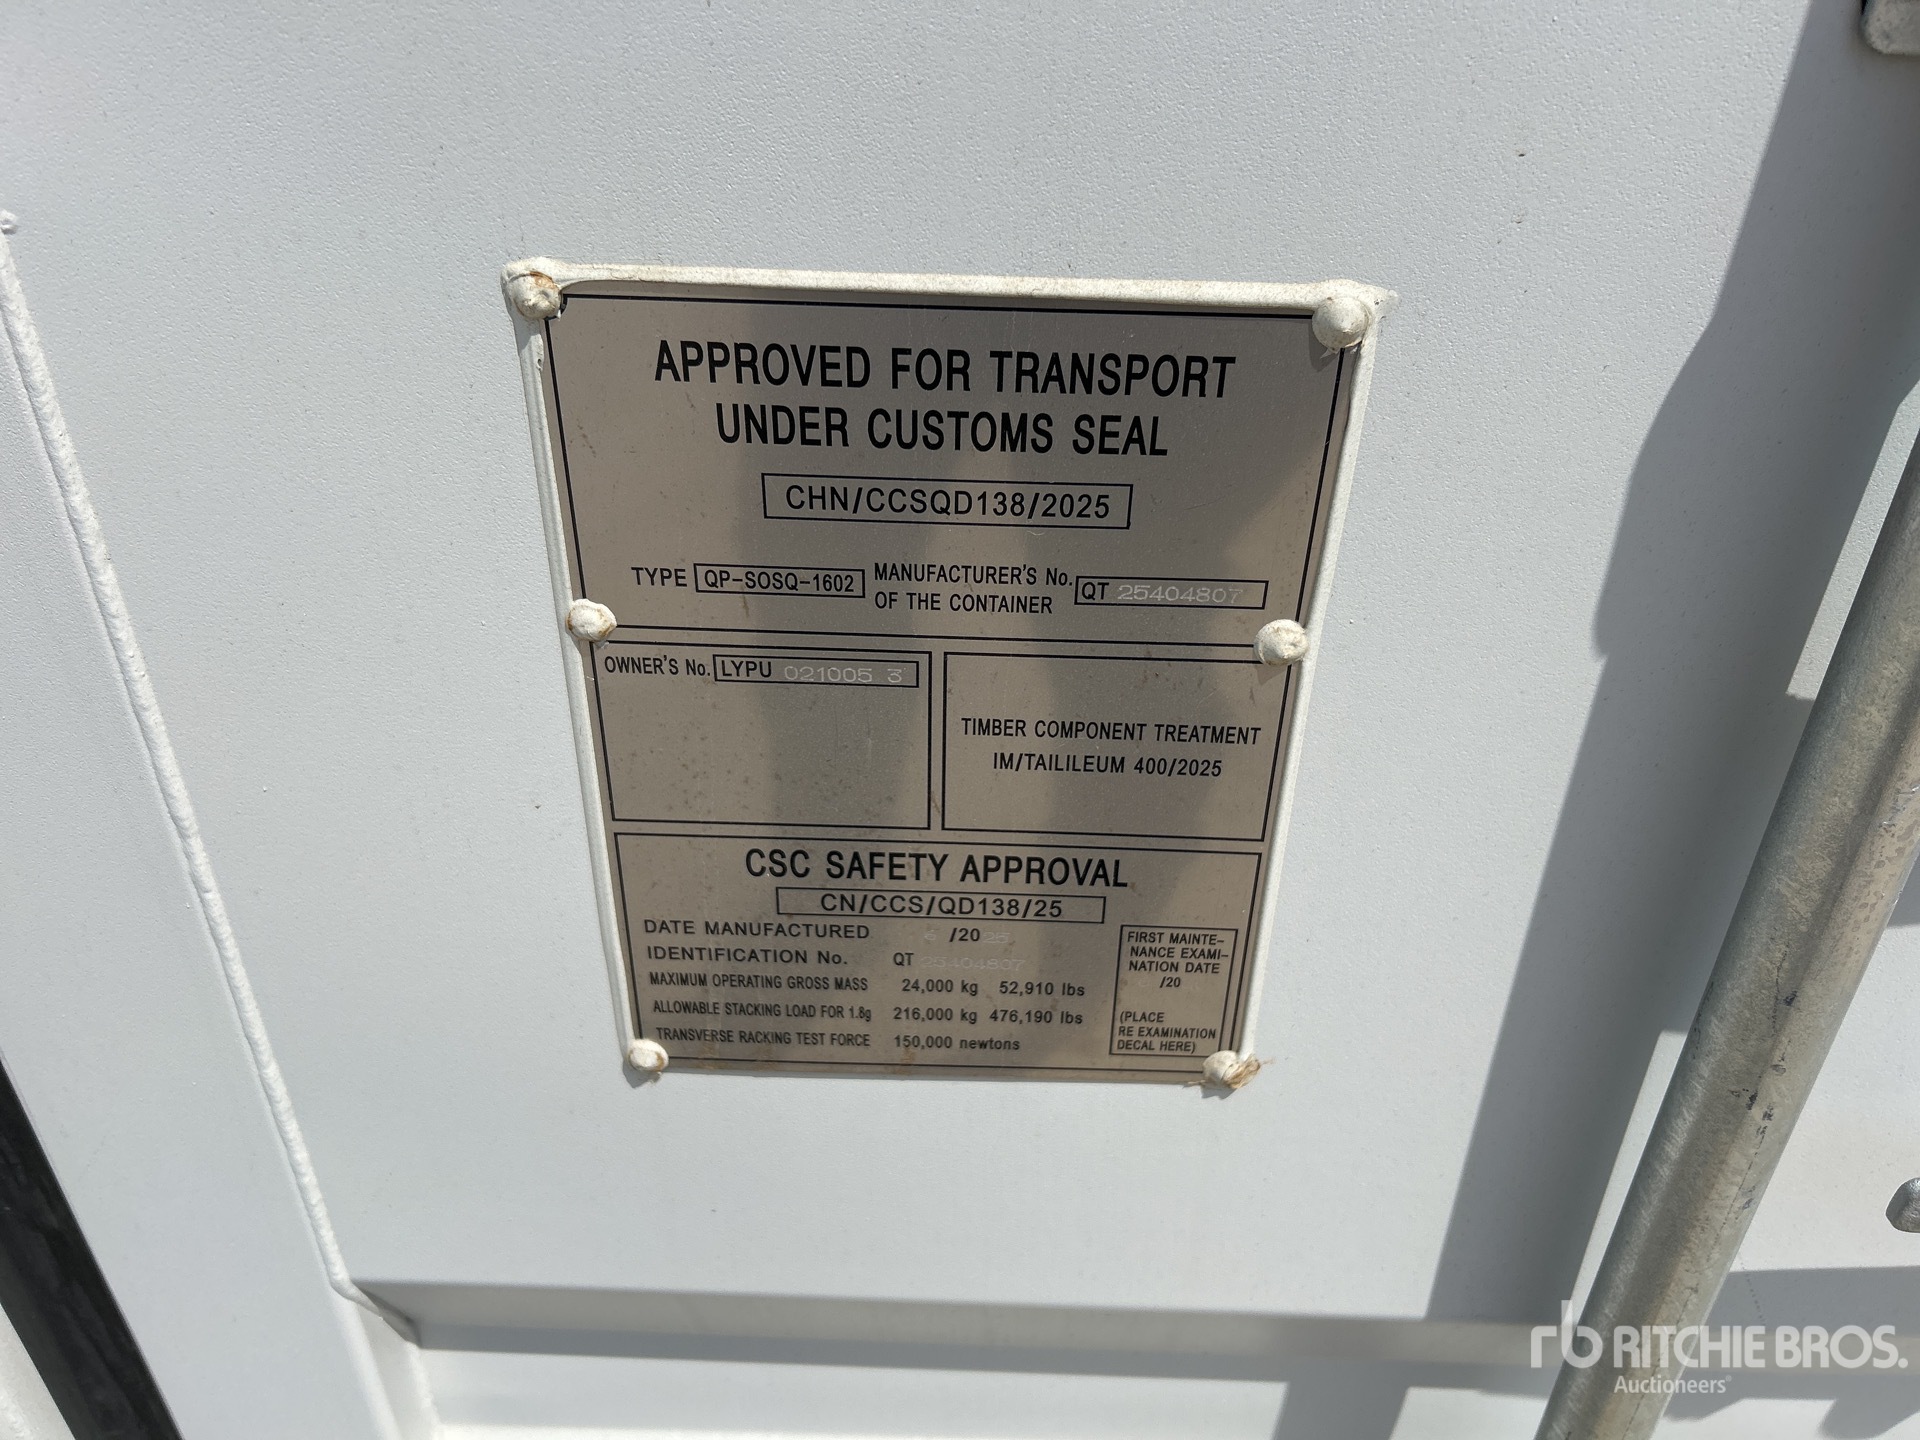 APPROVED FOR TRANSPORT
UNDER CUSTOMS SEAL
CHN/CCSQD138/2025
TYPE QP-SOSQ-1602 MANUFACTURER'S No. OF THE CONTAINER QT 25404807
OWNER'S No. LYPU 021005 3
TIMBER COMPONENT TREATMENT
IM/TAILILEUM 400/2025
CSC SAFETY APPROVAL
CN/CCS/QD138/25
DATE MANUFACTURED /20 25
IDENTIFICATION No. QT 25404807
MAXIMUM OPERATING GROSS MASS 24,000 kg 52,910 lbs
ALLOWABLE STACKING LOAD FOR 1.8g 216,000 kg 476,190 lbs
TRANSVERSE RACKING TEST FORCE 150,000 newtons
FIRST MAINTE-
NANCE EXAMI-
NATION DATE
/20
(PLACE
RE EXAMINATION
DECAL HERE)
rb RITCHIE BROS.
Auctioneers